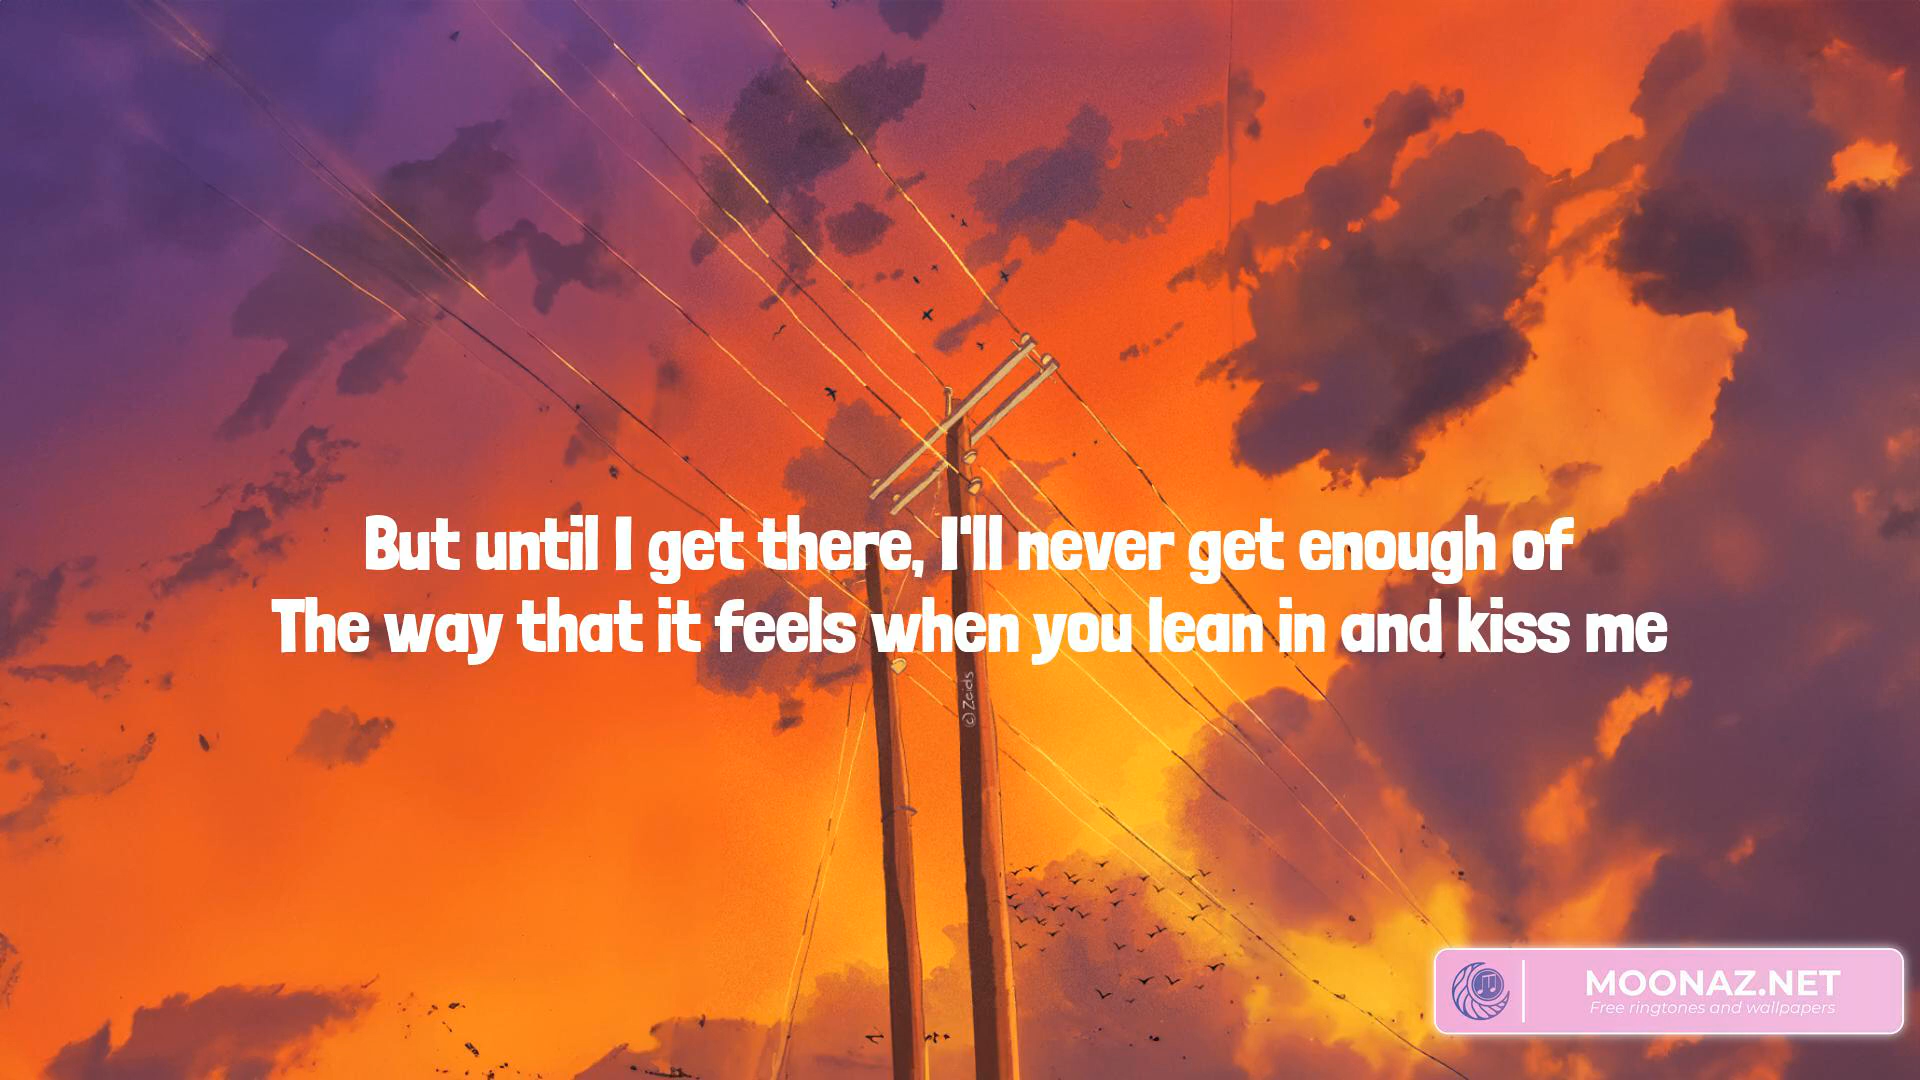 But until I get there, I'll never get enough of
The way that it feels when you lean in and kiss me
(c) Zeids
MOONAZ.NET
Free ringtones and wallpapers